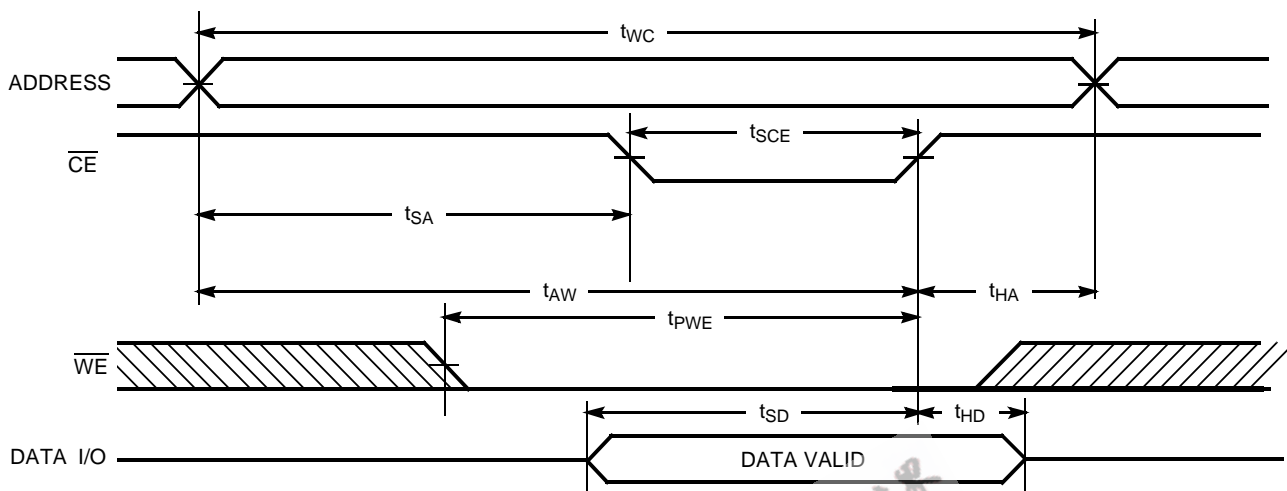 tWC
ADDRESS
tSCE
CE
tSA
tAW
tHA
tPWE
WE
tSD
tHD
DATA I/O
DATA VALID